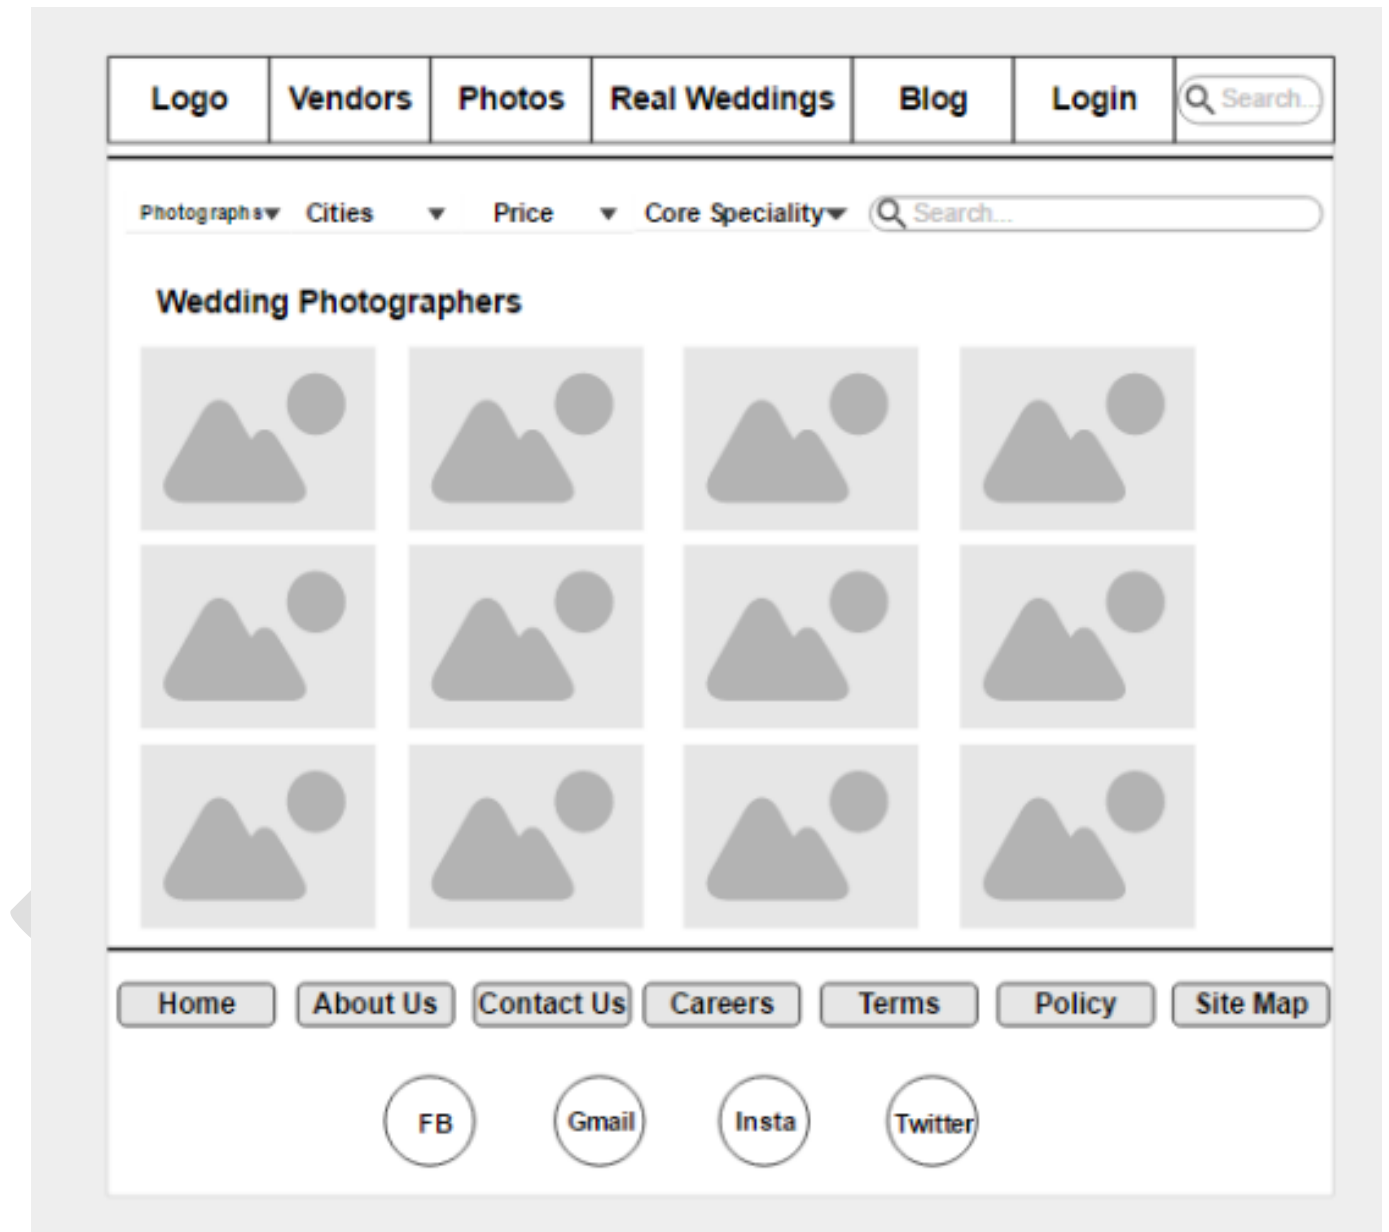 Logo Vendors Photos Real Weddings Blog Login Search...
Photographs Cities Price Core Speciality Search...
Wedding Photographers
Home About Us Contact Us Careers Terms Policy Site Map
FB Gmail Insta Twitter